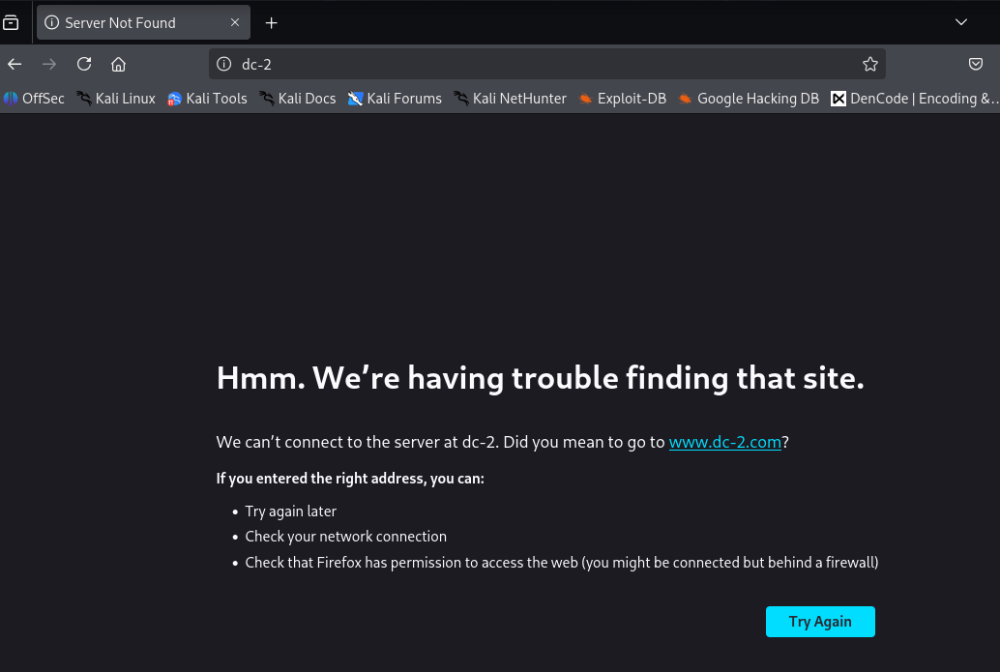 Server Not Found
dc-2
OffSec Kali Linux Kali Tools Kali Docs Kali Forums Kali NetHunter Exploit-DB Google Hacking DB DenCode | Encoding &...
Hmm. We’re having trouble finding that site.
We can’t connect to the server at dc-2. Did you mean to go to www.dc-2.com?
If you entered the right address, you can:
• Try again later
• Check your network connection
• Check that Firefox has permission to access the web (you might be connected but behind a firewall)
Try Again